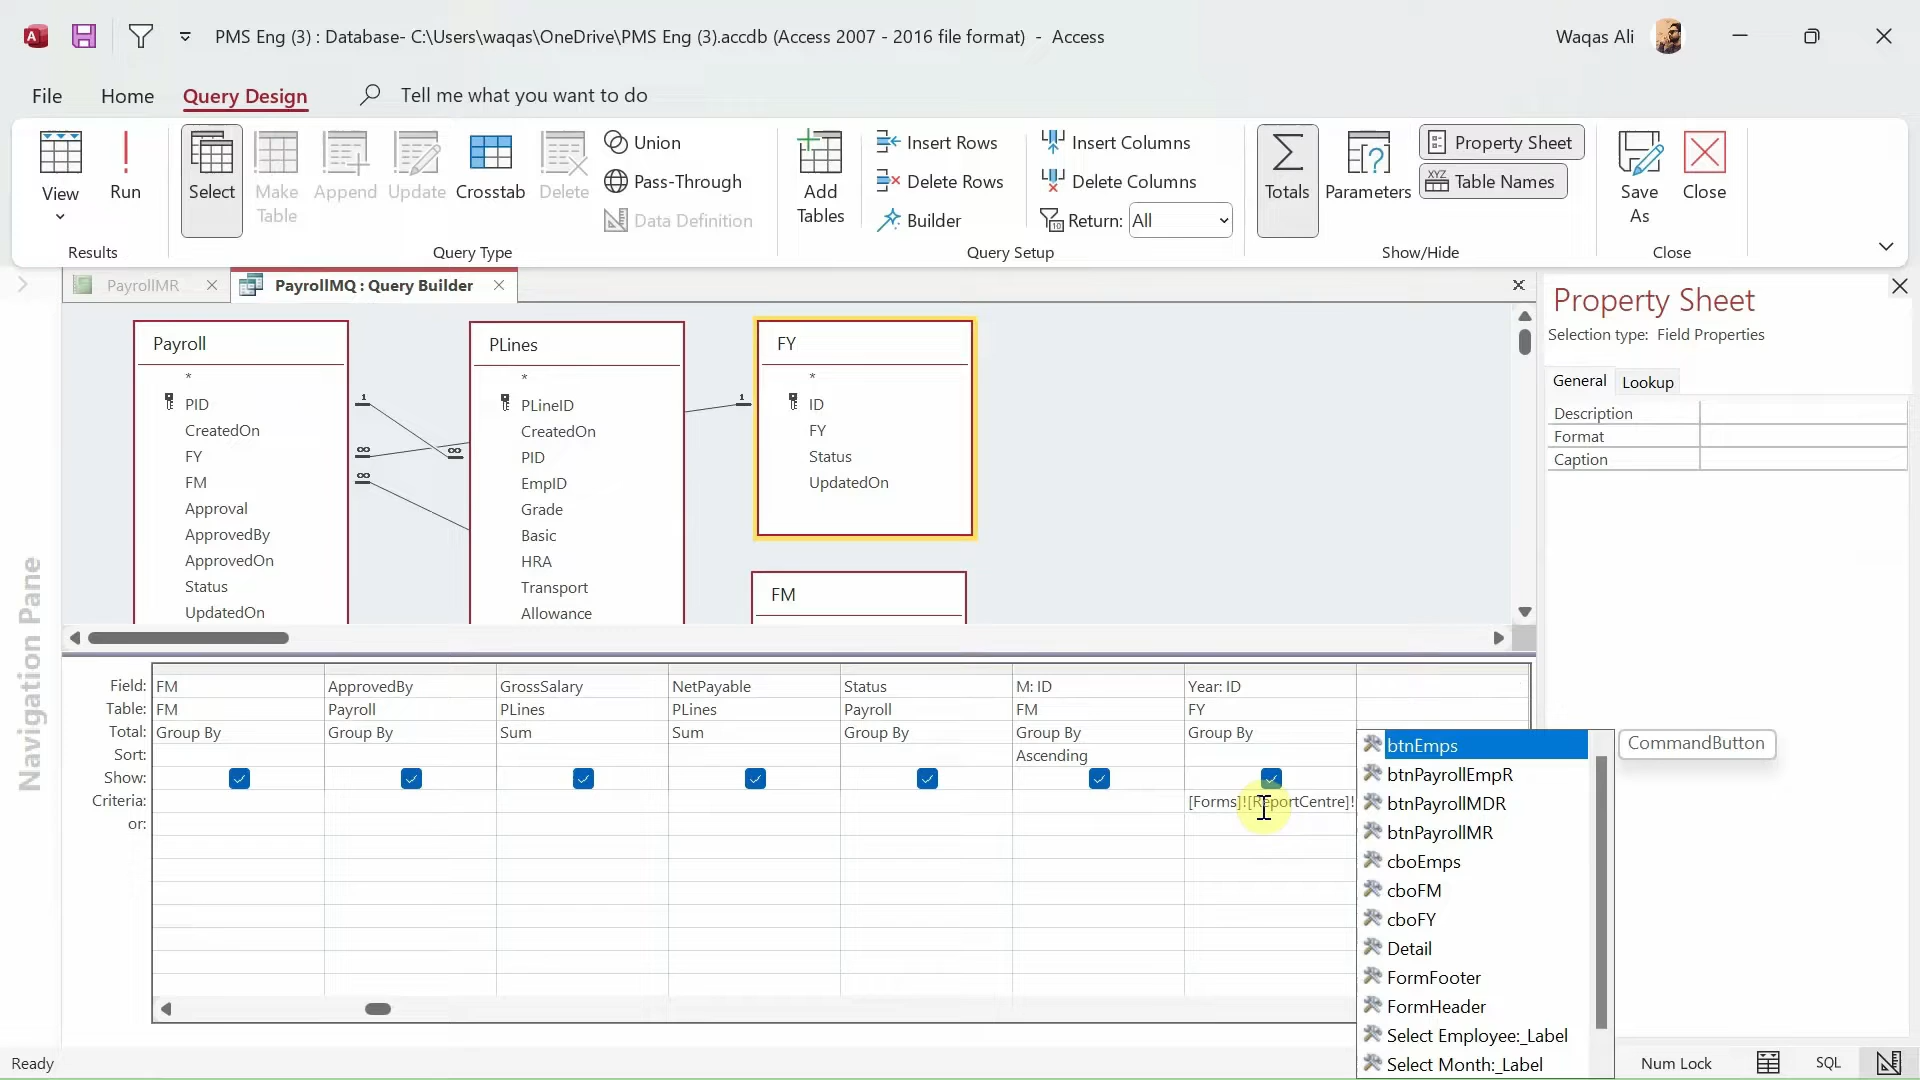 PMS Eng (3) : Database- C:\Users\waqas\OneDrive\PMS Eng (3).accdb (Access 2007 - 2016 file format) - Access
Waqas Ali
File
Home
Query Design
Tell me what you want to do
View
Run
Results
Select
Make Table
Append
Update
Crosstab
Delete
Union
Pass-Through
Data Definition
Query Type
Add Tables
Insert Rows
Delete Rows
Builder
Insert Columns
Delete Columns
Return: All
Query Setup
Totals
Parameters
Property Sheet
XYZ Table Names
Show/Hide
Save As
Close
Close
PayrollMR
PayrollMQ : Query Builder
Navigation Pane
Payroll
*
PID
CreatedOn
FY
FM
Approval
ApprovedBy
ApprovedOn
Status
UpdatedOn
1
∞
∞
PLines
*
PLineID
CreatedOn
PID
EmpID
Grade
Basic
HRA
Transport
Allowance
∞
1
FY
*
ID
FY
Status
UpdatedOn
FM
Property Sheet
Selection type: Field Properties
General
Lookup
Description
Format
Caption
Field: FM ApprovedBy GrossSalary NetPayable Status M: ID Year: ID
Table: FM Payroll PLines PLines Payroll FM FY
Total: Group By Group By Sum Sum Group By Group By Group By
Sort: Ascending
Show:
Criteria: [Forms]![ReportCentre]!
or:
btnEmps
btnPayrollEmpR
btnPayrollMDR
btnPayrollMR
cboEmps
cboFM
cboFY
Detail
FormFooter
FormHeader
Select Employee:_Label
Select Month:_Label
CommandButton
Ready
Num Lock
SQL